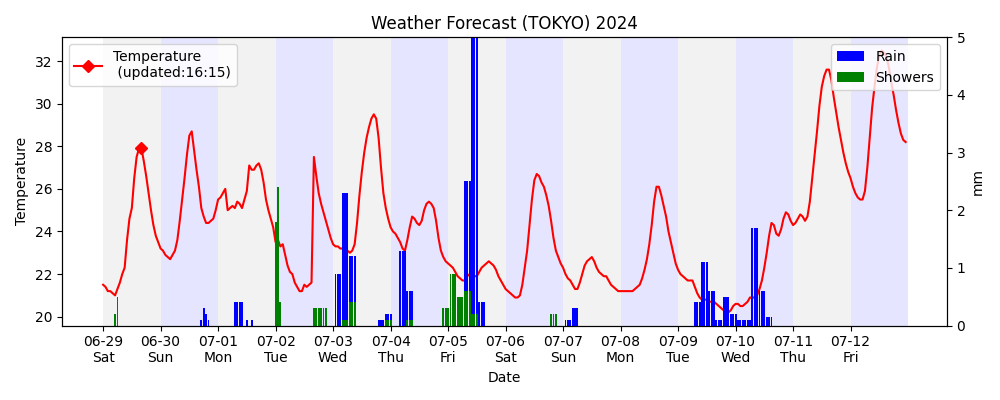 Weather Forecast (TOKYO) 2024
Temperature
(updated:16:15)
Rain
Showers
Temperature
32
30
28
26
24
22
20
5
4
3
2
1
0
mm
06-29 06-30 07-01 07-02 07-03 07-04 07-05 07-06 07-07 07-08 07-09 07-10 07-11 07-12
Sat Sun Mon Tue Wed Thu Fri Sat Sun Mon Tue Wed Thu Fri
Date